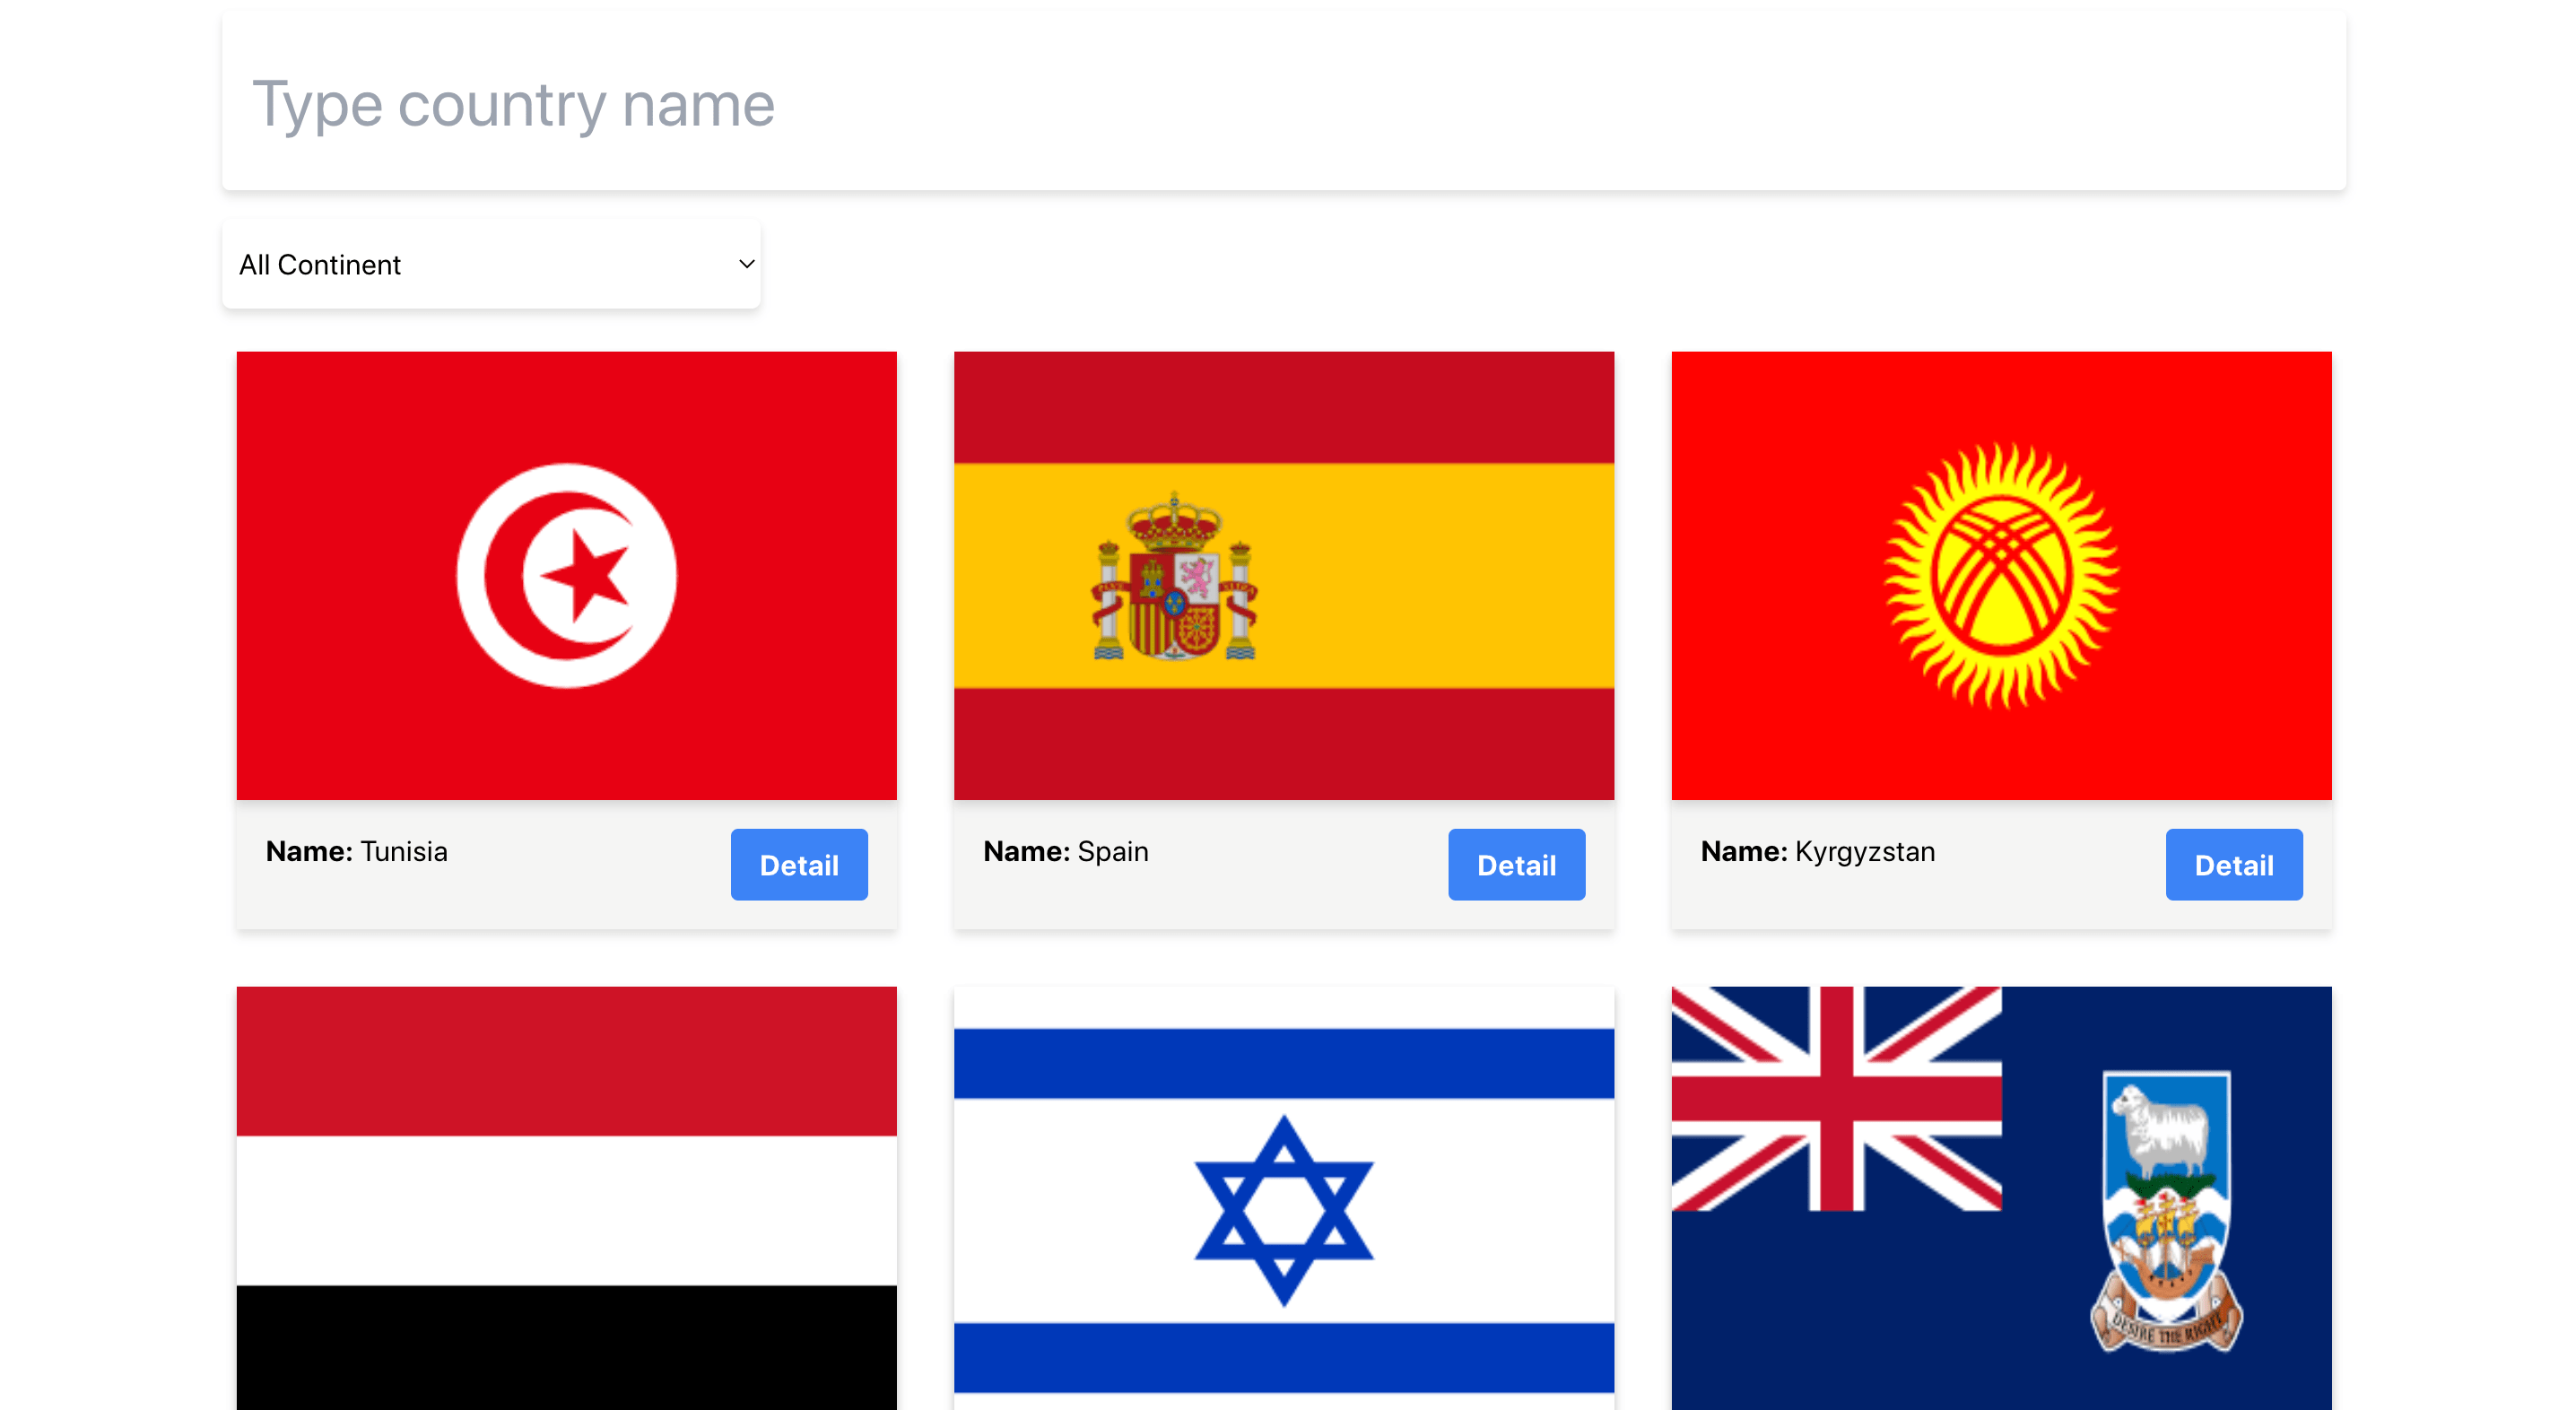 Type country name
All Continent
Name: Tunisia
Detail
Name: Spain
Detail
Name: Kyrgyzstan
Detail
DESIRE THE RIGHT